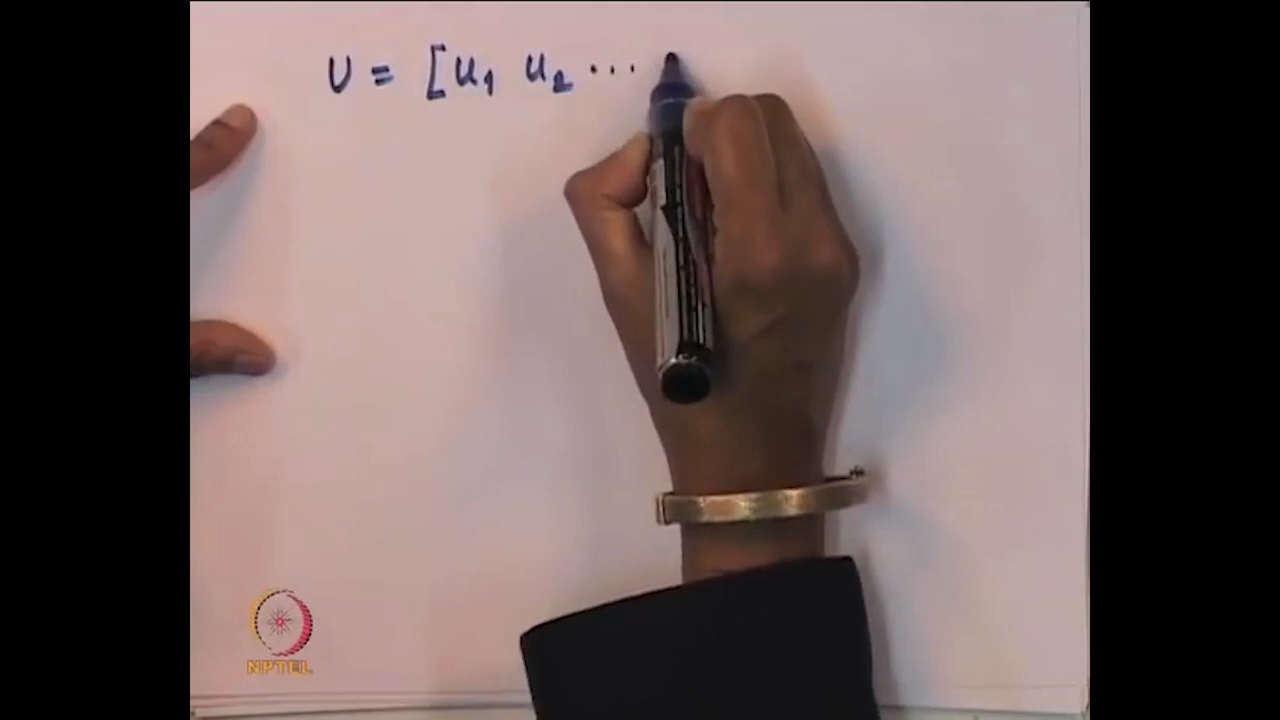 U = [u₁ u₂ ...
NPTEL